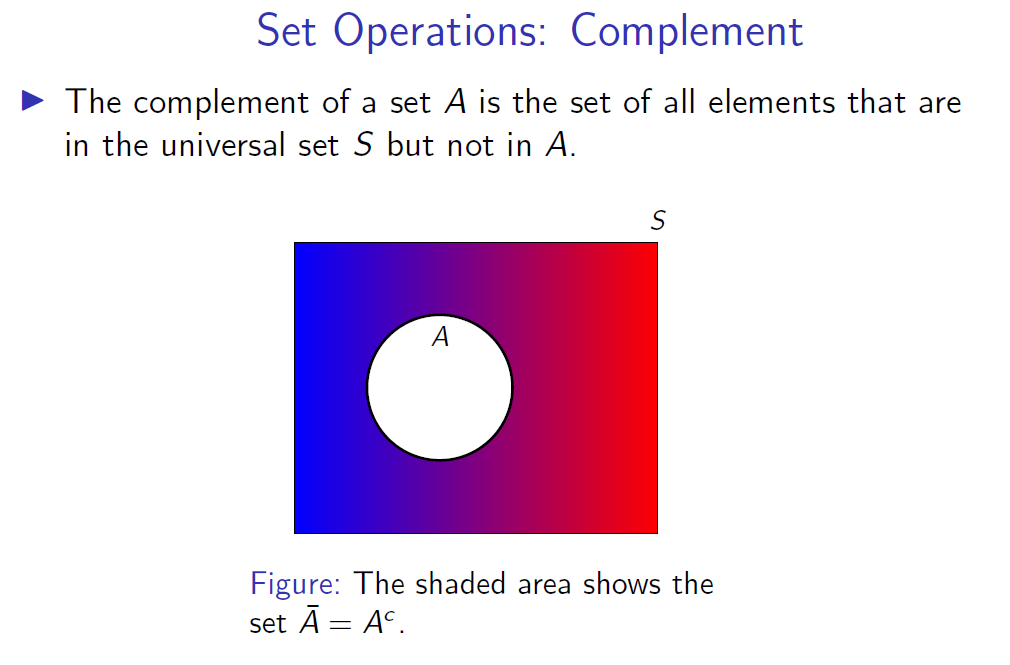 Set Operations: Complement
▶ The complement of a set A is the set of all elements that are
in the universal set S but not in A.
S
A
Figure: The shaded area shows the
set Ā = Aᶜ.